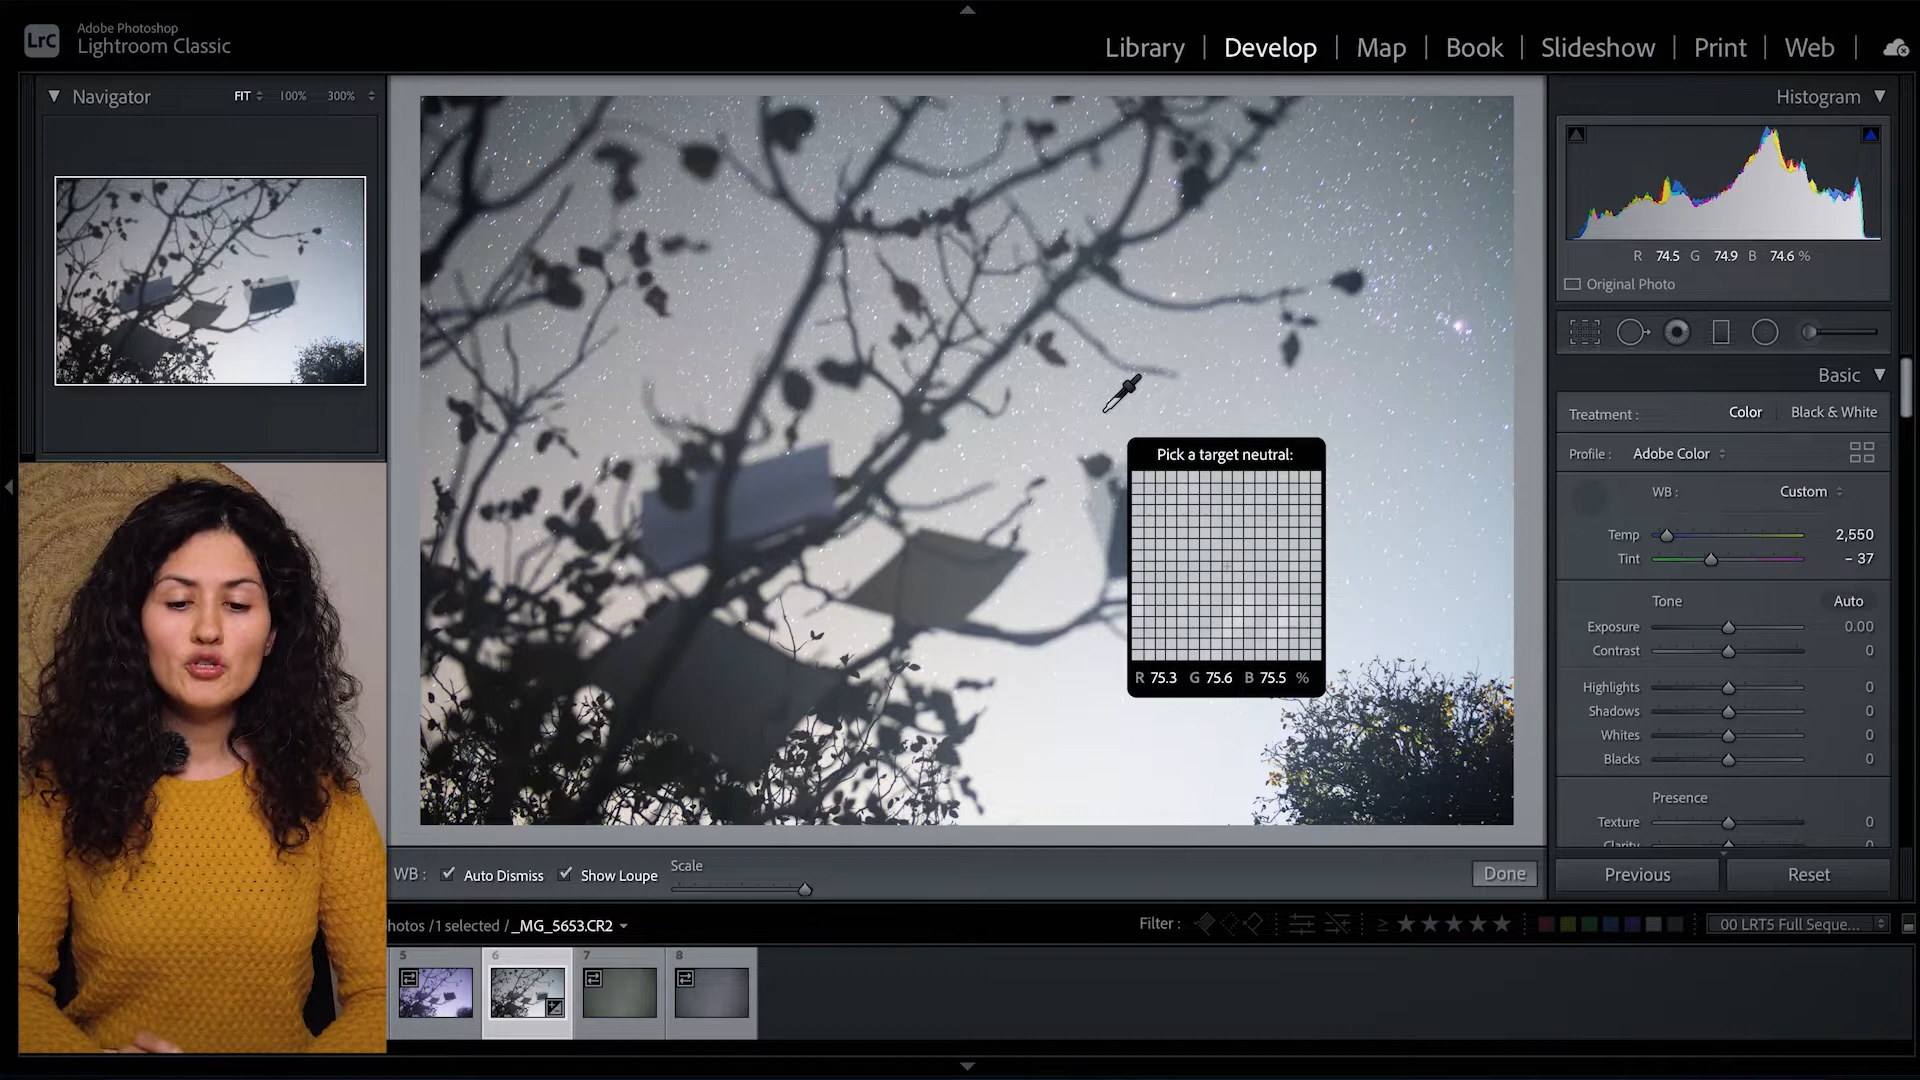 LrC
Adobe Photoshop
Lightroom Classic
Library | Develop | Map | Book | Slideshow | Print | Web |
Navigator FIT 100% 300%
Histogram
R 74.5 G 74.9 B 74.6 %
Original Photo
Basic
Treatment : Color Black & White
Profile : Adobe Color
WB : Custom
Temp 2,550
Tint – 37
Tone Auto
Exposure 0.00
Contrast 0
Highlights 0
Shadows 0
Whites 0
Blacks 0
Presence
Texture 0
Clarity 0
Previous Reset
Pick a target neutral:
R 75.3 G 75.6 B 75.5 %
WB : Auto Dismiss Show Loupe Scale
Done
hotos /1 selected / _MG_5653.CR2
Filter : ≥ ★★★★★ 00 LRT5 Full Seque...
5 6 7 8